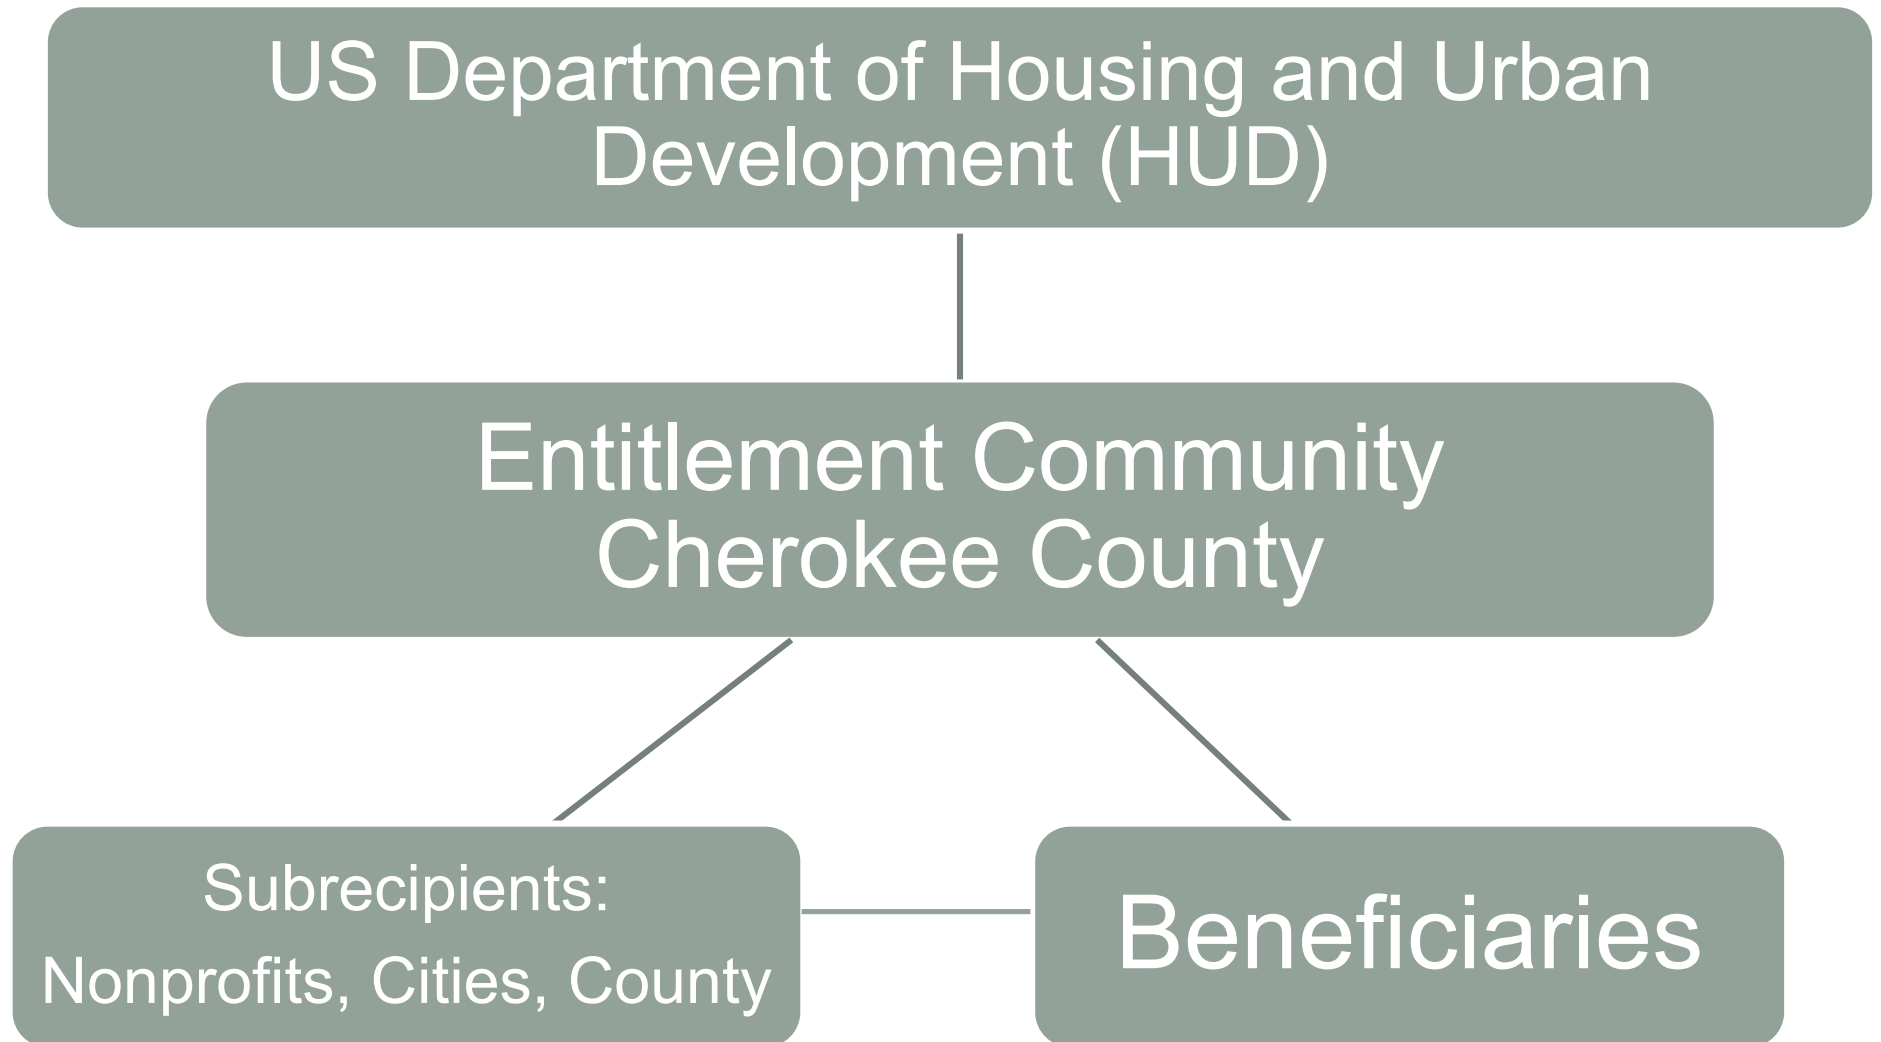 US Department of Housing and Urban
Development (HUD)
Entitlement Community
Cherokee County
Subrecipients:
Nonprofits, Cities, County
Beneficiaries